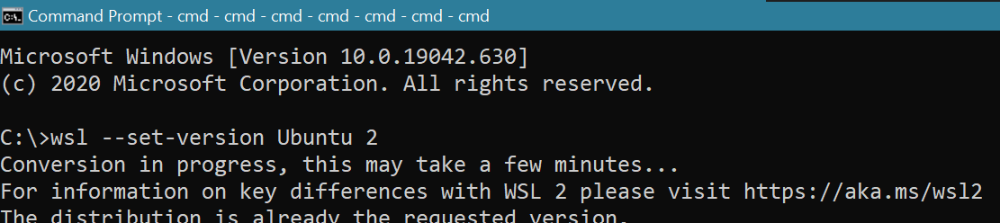 Command Prompt - cmd - cmd - cmd - cmd - cmd - cmd - cmd
Microsoft Windows [Version 10.0.19042.630]
(c) 2020 Microsoft Corporation. All rights reserved.
C:\>wsl --set-version Ubuntu 2
Conversion in progress, this may take a few minutes...
For information on key differences with WSL 2 please visit https://aka.ms/wsl2
The distribution is already the requested version.